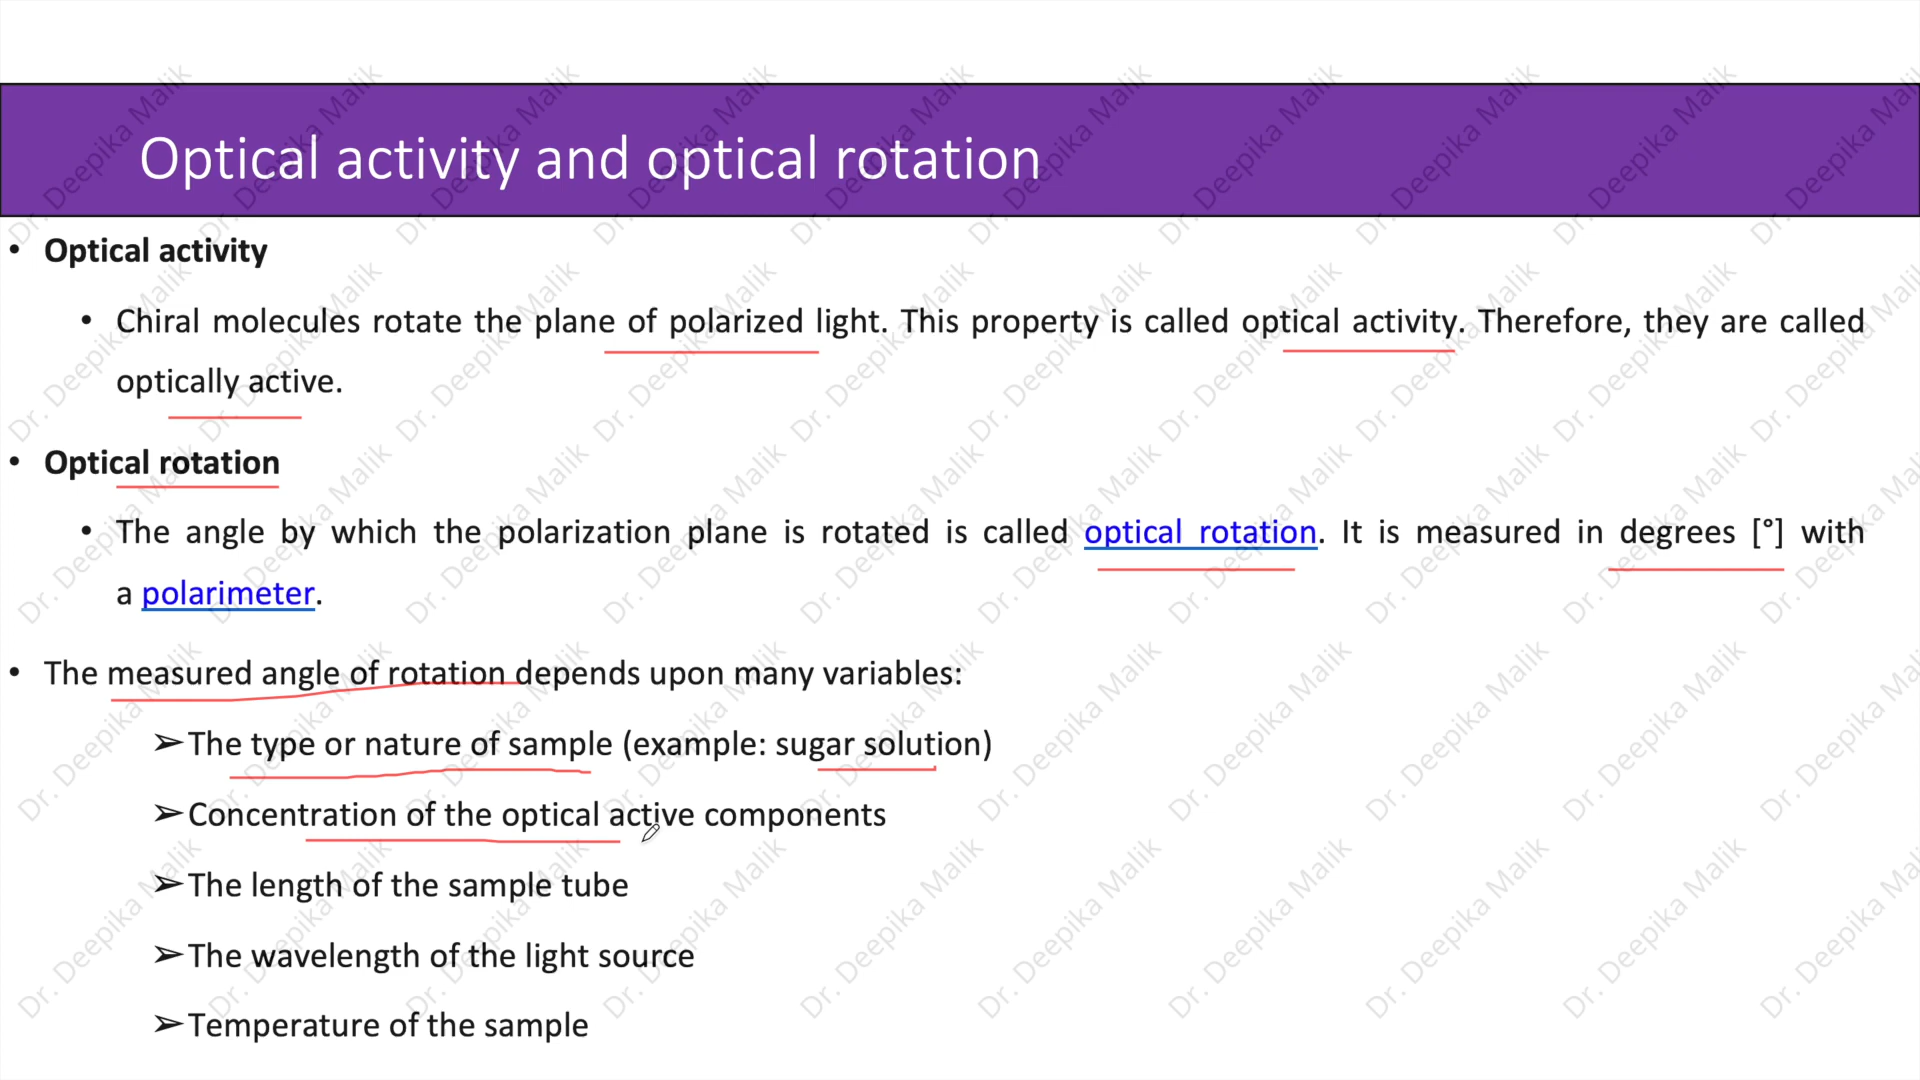 Optical activity and optical rotation
• Optical activity
• Chiral molecules rotate the plane of polarized light. This property is called optical activity. Therefore, they are called
optically active.
• Optical rotation
• The angle by which the polarization plane is rotated is called optical rotation. It is measured in degrees [°] with
a polarimeter.
• The measured angle of rotation depends upon many variables:
➢The type or nature of sample (example: sugar solution)
➢Concentration of the optical active components
➢The length of the sample tube
➢The wavelength of the light source
➢Temperature of the sample
Dr. Deepika Malik